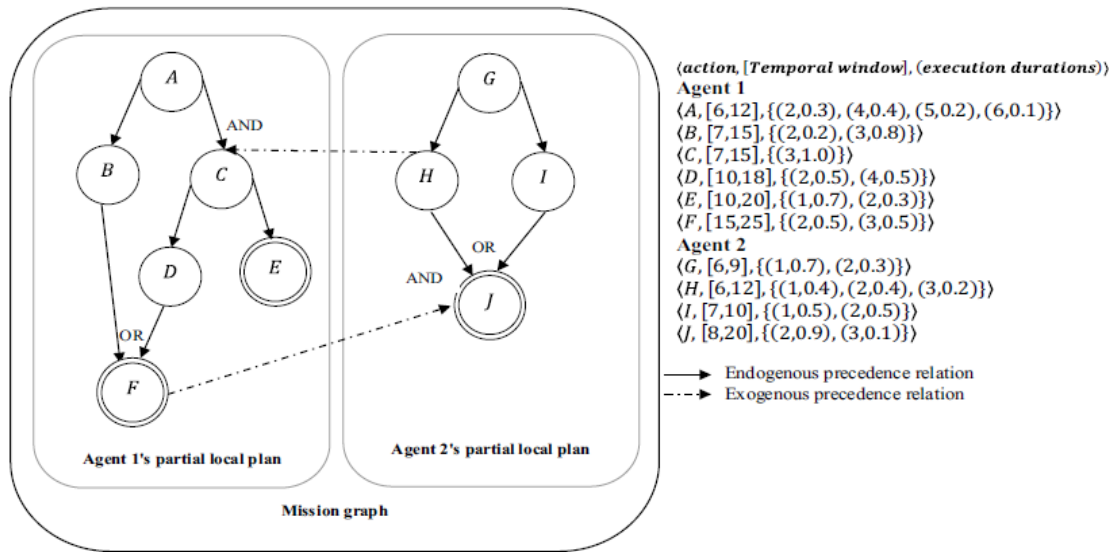 A
G
AND
B
C
H
I
D
E
OR
AND
J
OR
F
Agent 1's partial local plan
Agent 2's partial local plan
Mission graph
⟨action, [Temporal window], (execution durations)⟩
Agent 1
⟨A, [6,12], {(2,0.3), (4,0.4), (5,0.2), (6,0.1)}⟩
⟨B, [7,15], {(2,0.2), (3,0.8)}⟩
⟨C, [7,15], {(3,1.0)}⟩
⟨D, [10,18], {(2,0.5), (4,0.5)}⟩
⟨E, [10,20], {(1,0.7), (2,0.3)}⟩
⟨F, [15,25], {(2,0.5), (3,0.5)}⟩
Agent 2
⟨G, [6,9], {(1,0.7), (2,0.3)}⟩
⟨H, [6,12], {(1,0.4), (2,0.4), (3,0.2)}⟩
⟨I, [7,10], {(1,0.5), (2,0.5)}⟩
⟨J, [8,20], {(2,0.9), (3,0.1)}⟩
Endogenous precedence relation
Exogenous precedence relation